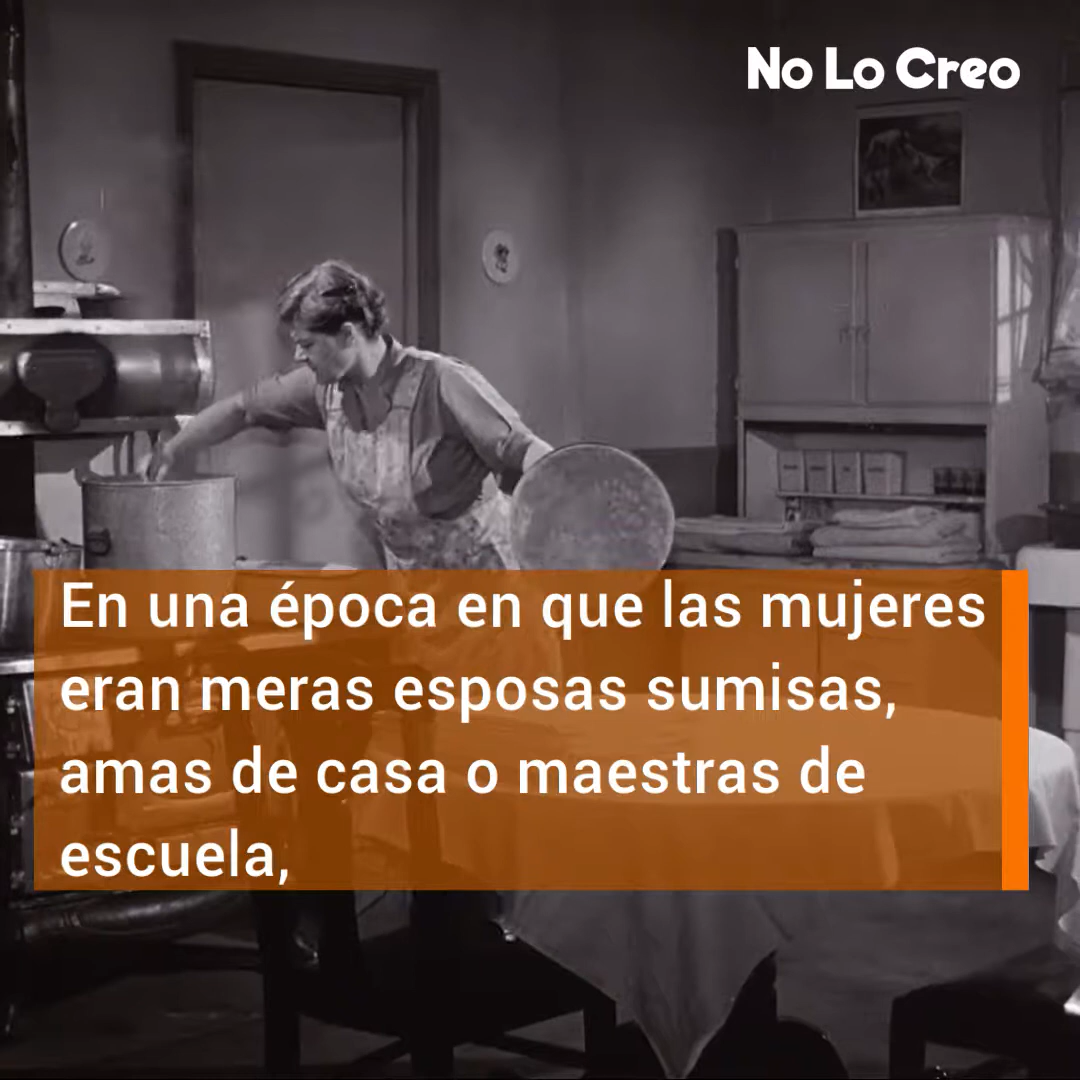 No Lo Creo
En una época en que las mujeres
eran meras esposas sumisas,
amas de casa o maestras de
escuela,